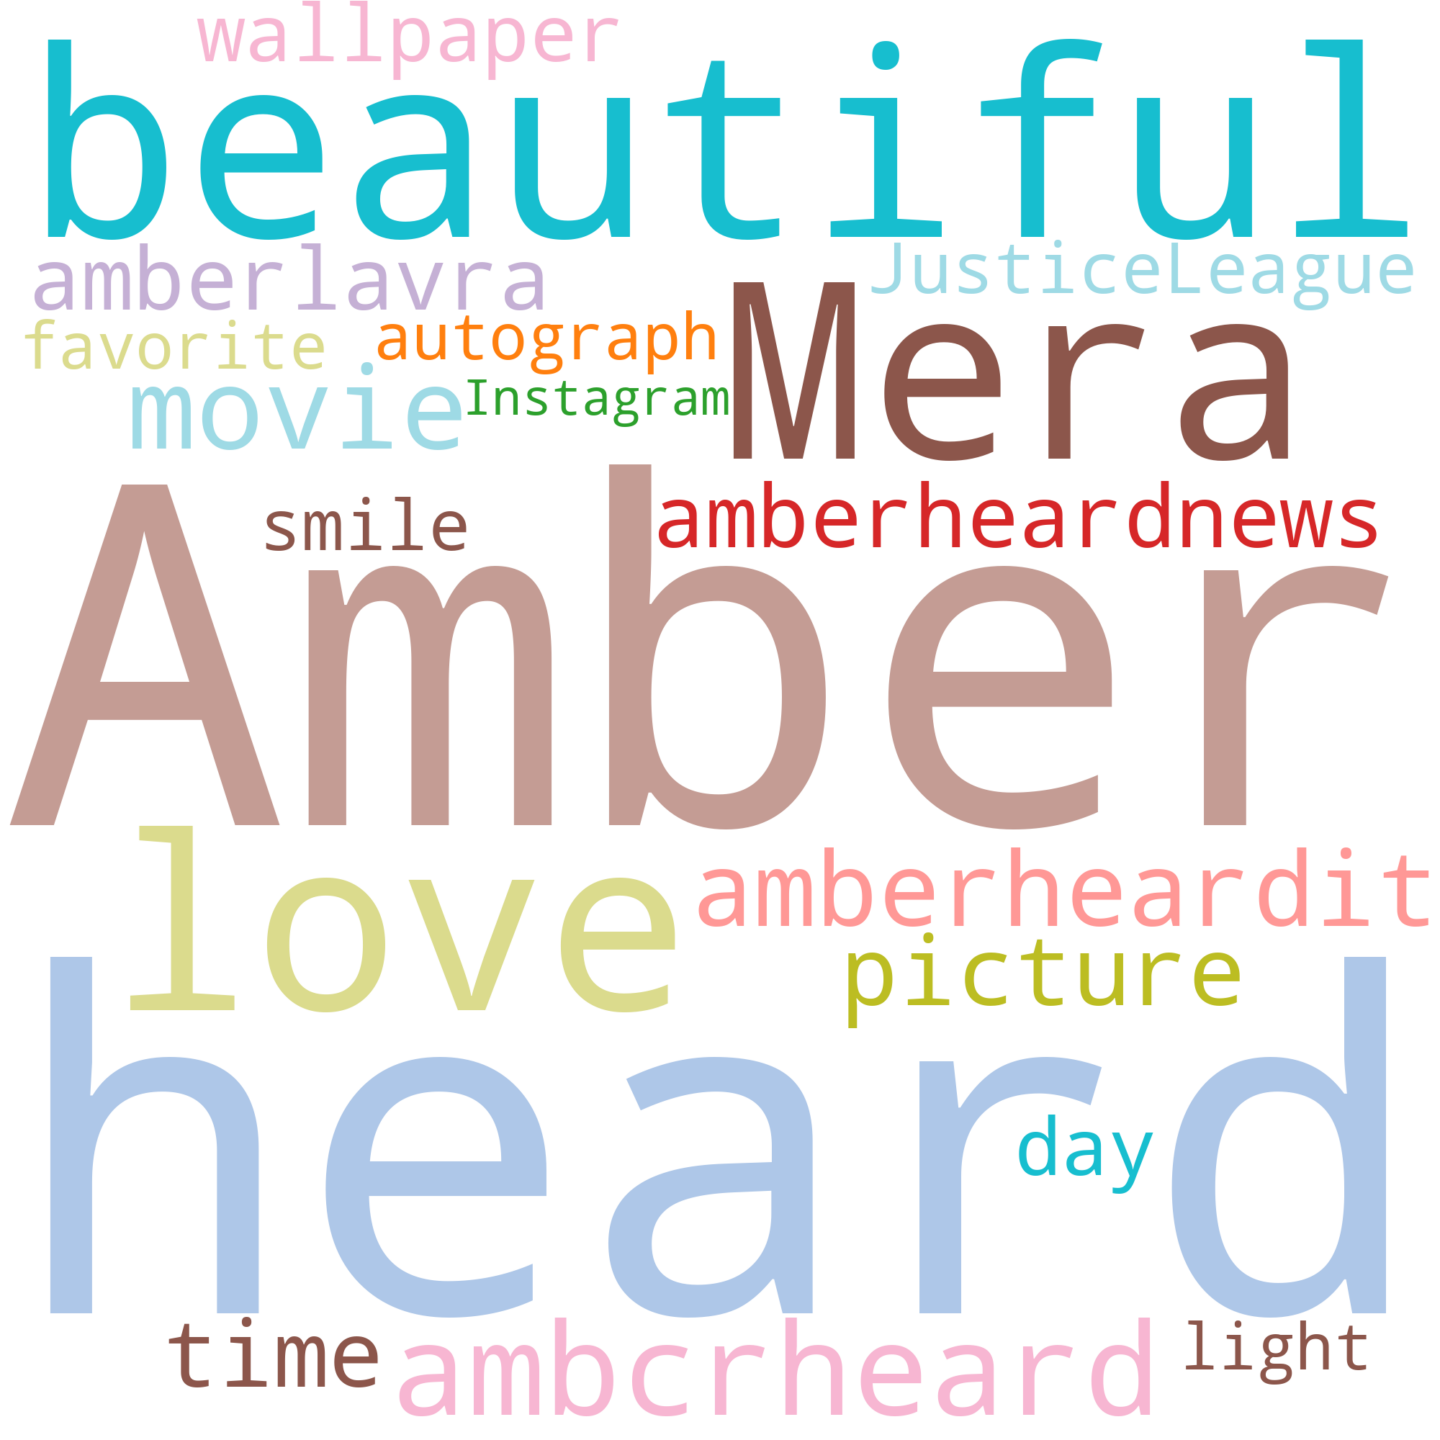 wallpaper
beautiful
amberlavra JusticeLeague
favorite autograph Mera
movie Instagram
smile amberheardnews
Amber
love amberheardit
picture
heard
day
time ambcrheard light